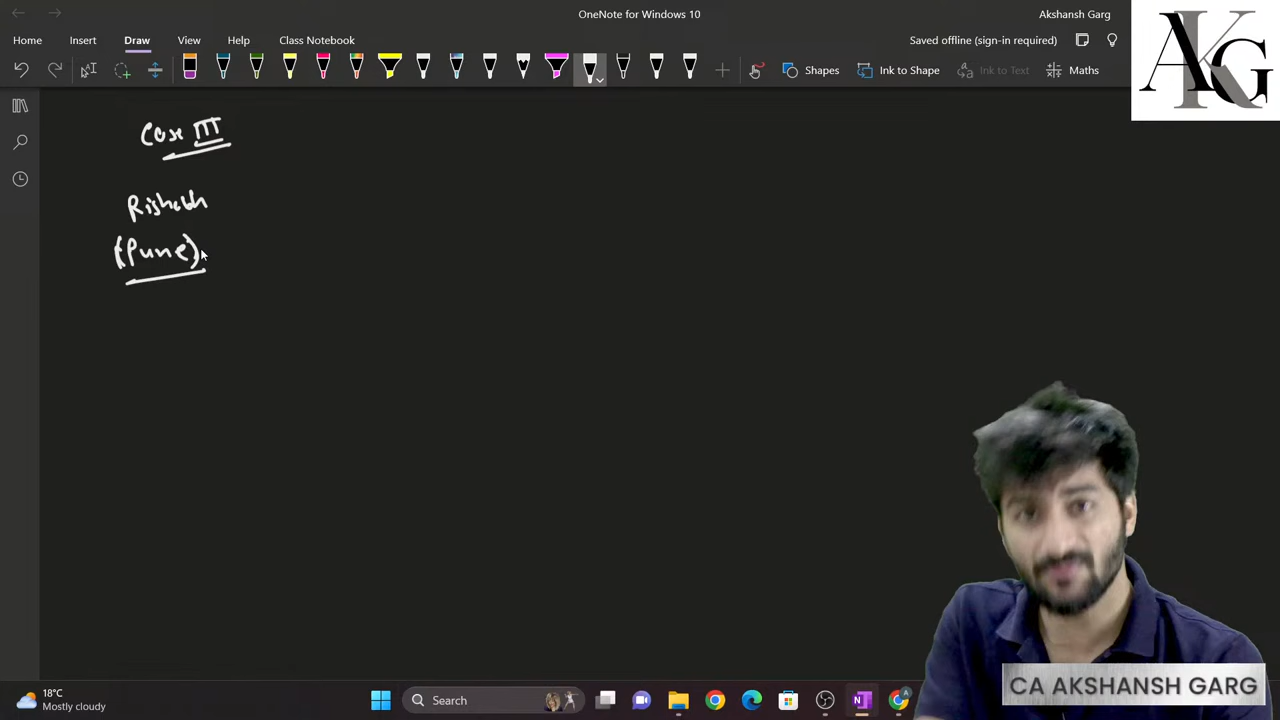 OneNote for Windows 10
Akshansh Garg
Home Insert Draw View Help Class Notebook
Saved offline (sign-in required)
Shapes Ink to Shape Ink to Text Maths
AKG
Case III
Rishabh
(Pune)
CA AKSHANSH GARG
18°C
Mostly cloudy
Search